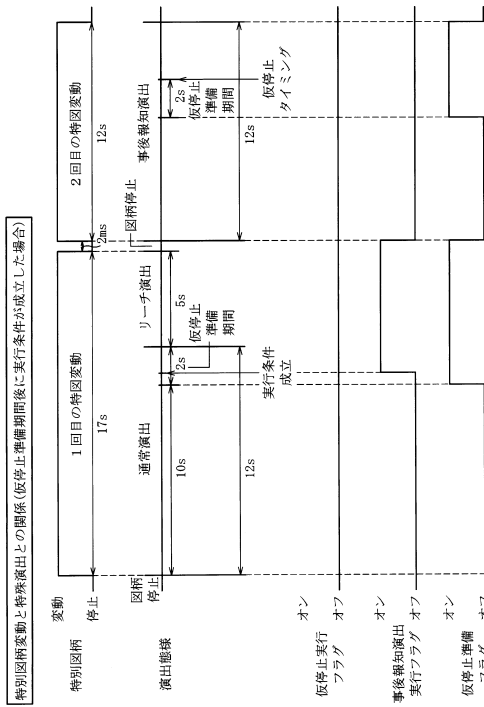 特別図柄変動と特殊演出との関係(仮停止準備期間後に実行条件が成立した場合)
特別図柄
変動
停止
1回目の特図変動
17s
2ms
2回目の特図変動
12s
演出態様
図柄
停止
通常演出
10s
12s
2s
仮停止
準備
期間
実行条件
成立
リーチ演出
5s
図柄停止
事後報知演出
2s
仮停止
準備
期間
12s
仮停止
タイミング
仮停止実行
フラグ
オン
オフ
事後報知演出
実行フラグ
オン
オフ
仮停止準備
フラグ
オン
オフ